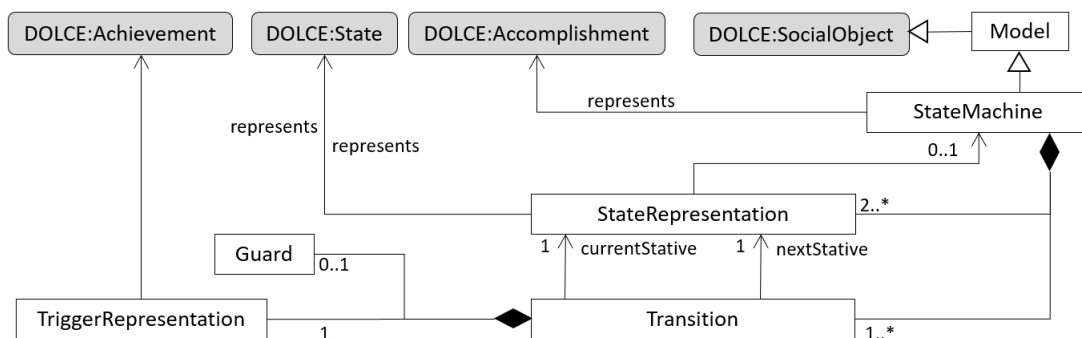 DOLCE:Achievement
DOLCE:State
DOLCE:Accomplishment
DOLCE:SocialObject
Model
represents
StateMachine
represents
represents
0..1
StateRepresentation
2..*
1
currentStative
1
nextStative
Guard
0..1
TriggerRepresentation
1
Transition
1..*